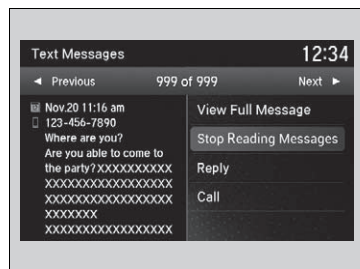 Text Messages 12:34
◄ Previous 999 of 999 Next ►
Nov.20 11:16 am
123-456-7890
Where are you?
Are you able to come to
the party?XXXXXXXXXX
XXXXXXXXXXXXXXXXX
XXXXXXXXXXXXXXXXX
XXXXXXX
XXXXXXXXXXXXXXXXX
View Full Message
Stop Reading Messages
Reply
Call